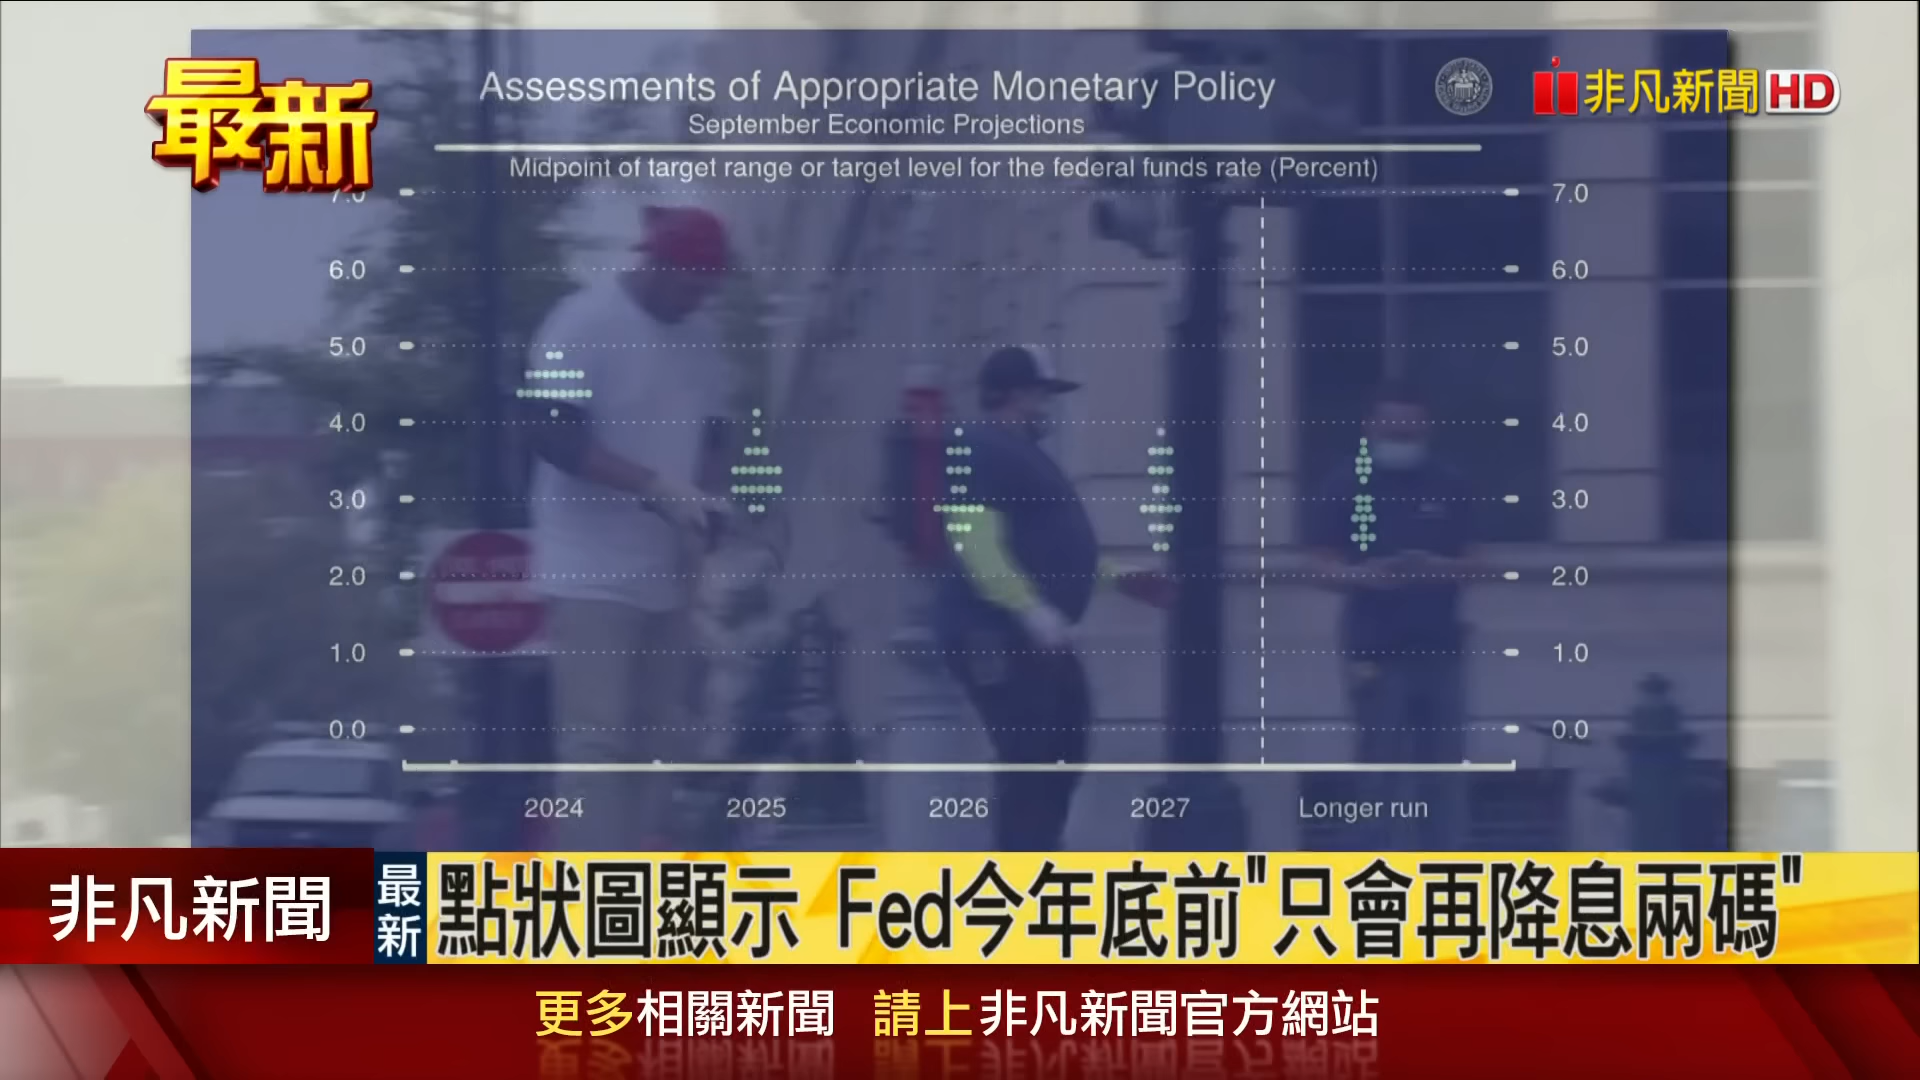 最新
Assessments of Appropriate Monetary Policy
非凡新聞HD
September Economic Projections
Midpoint of target range or target level for the federal funds rate (Percent)
7.0 7.0
6.0 6.0
5.0 5.0
4.0 4.0
3.0 3.0
2.0 2.0
1.0 1.0
0.0 0.0
2024 2025 2026 2027 Longer run
非凡新聞
最新
點狀圖顯示 Fed今年底前"只會再降息兩碼"
更多相關新聞 請上非凡新聞官方網站